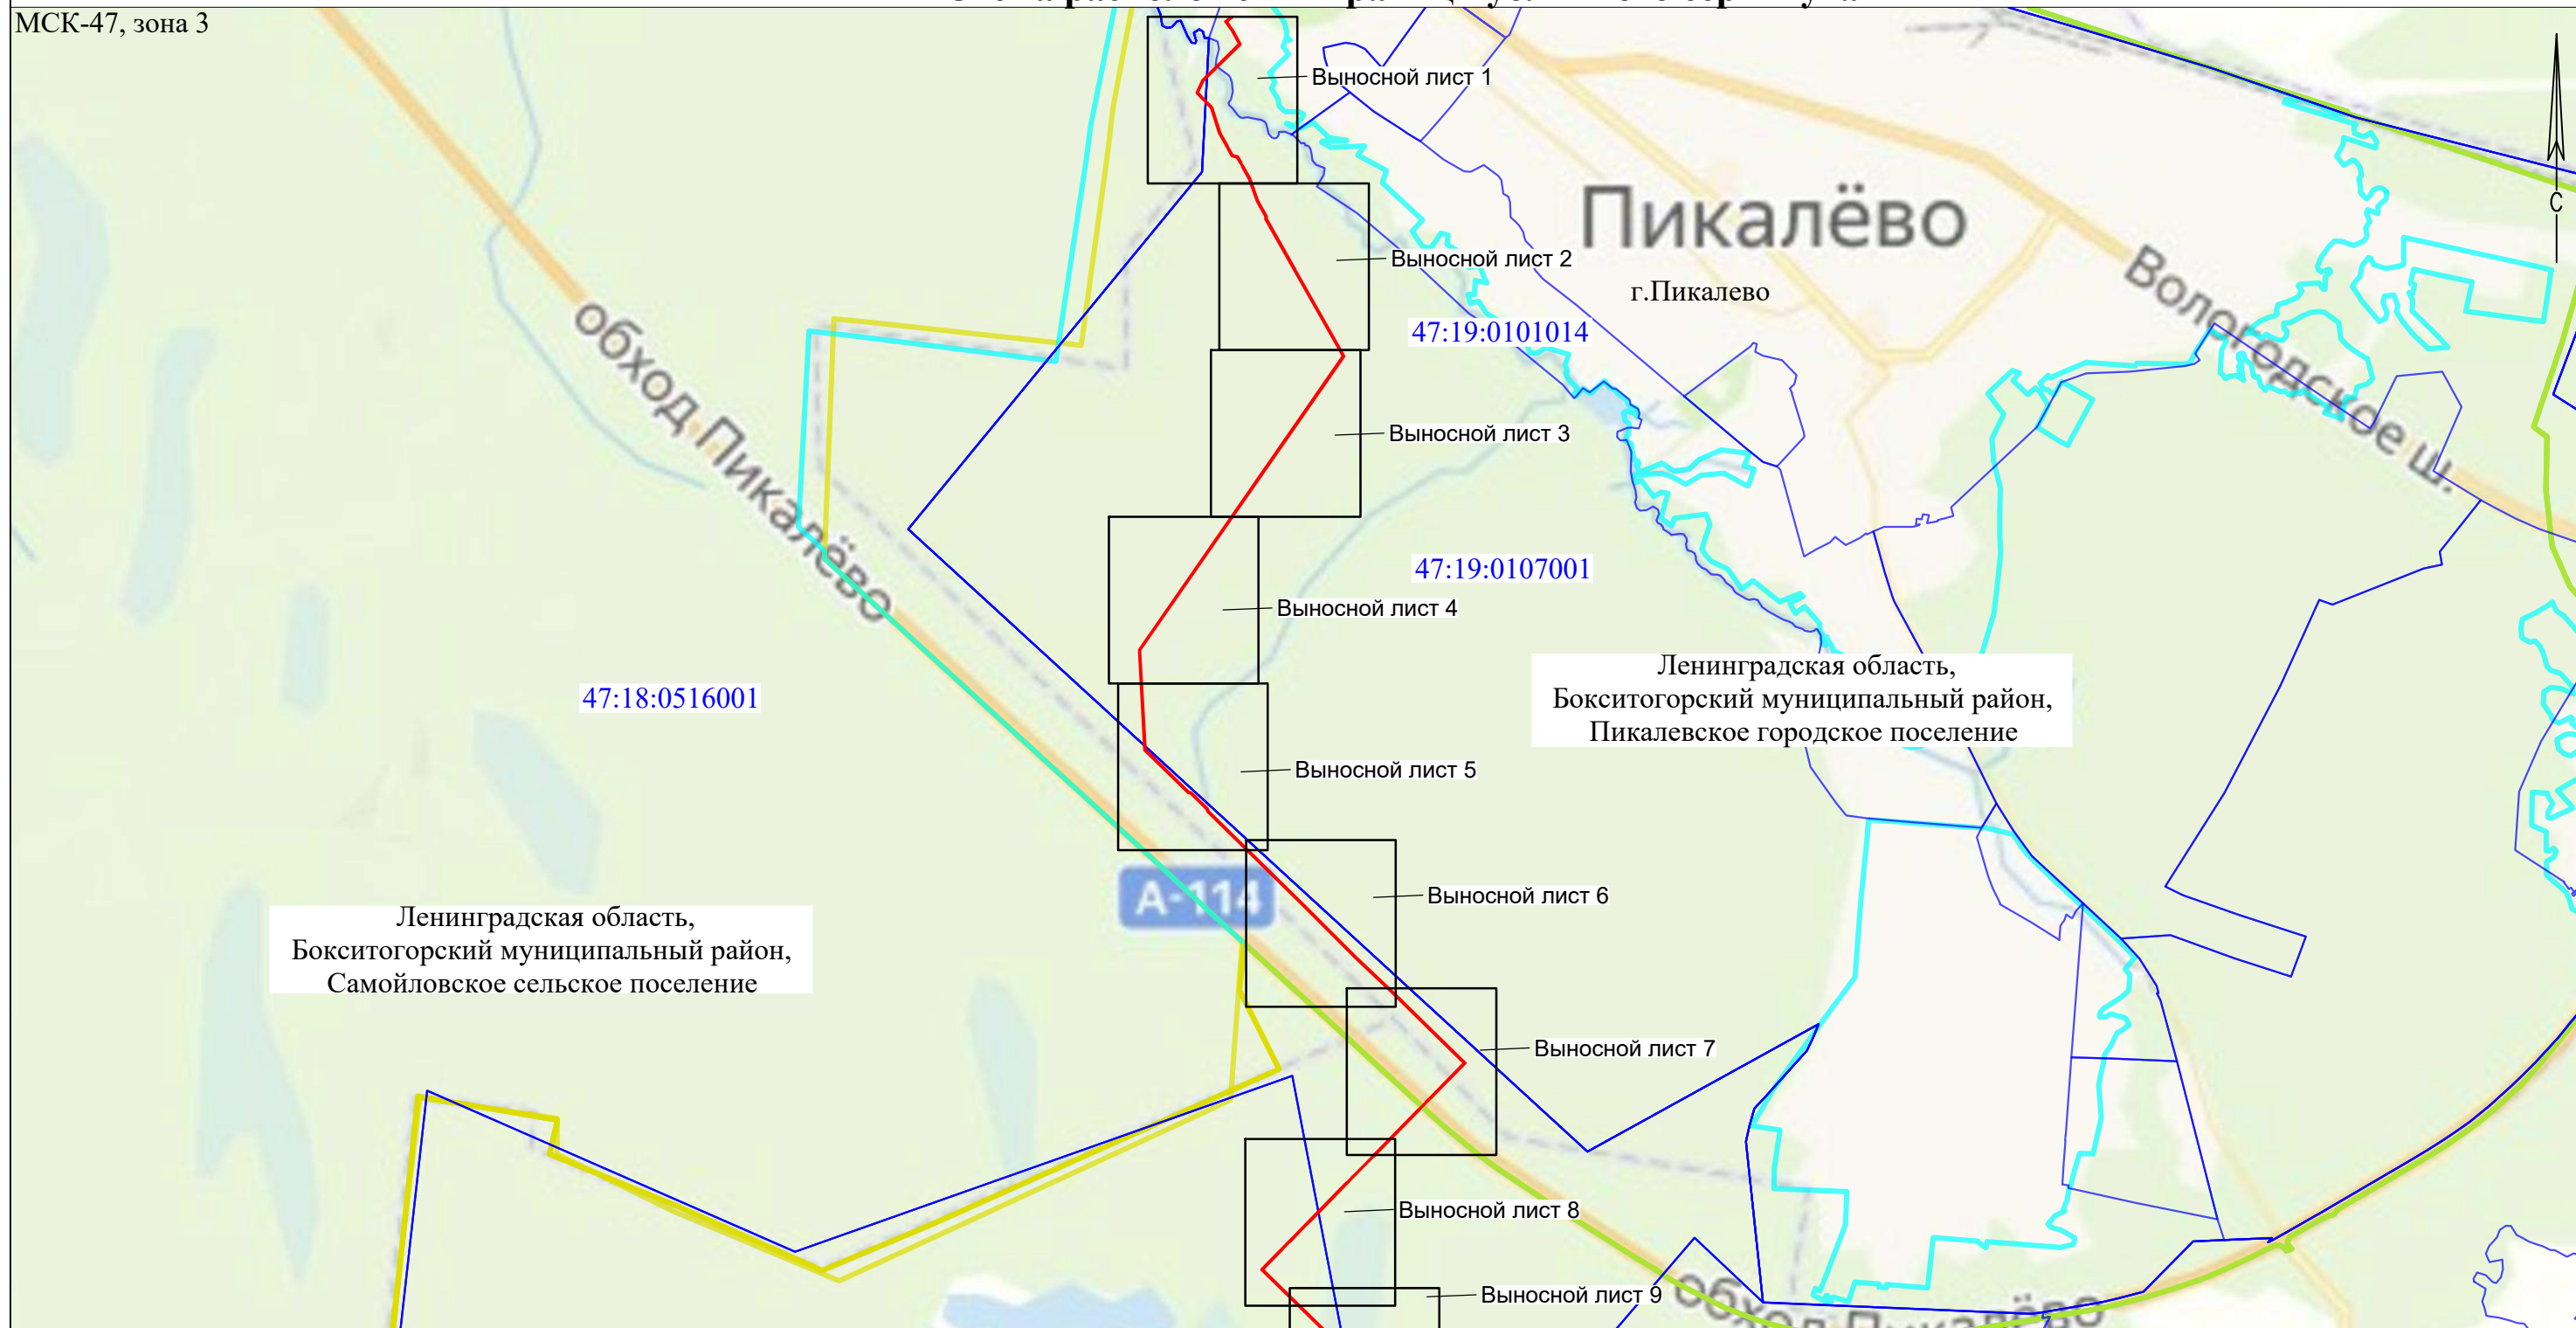 МСК-47, зона 3
Выносной лист 1
С
Пикалёво
Выносной лист 2
г.Пикалево
Вологодское ш.
47:19:0101014
обход Пикалёво
Выносной лист 3
47:19:0107001
Выносной лист 4
47:18:0516001
Ленинградская область,
Бокситогорский муниципальный район,
Пикалевское городское поселение
Выносной лист 5
А-114
Выносной лист 6
Ленинградская область,
Бокситогорский муниципальный район,
Самойловское сельское поселение
Выносной лист 7
Выносной лист 8
Выносной лист 9
обход Пикалёво